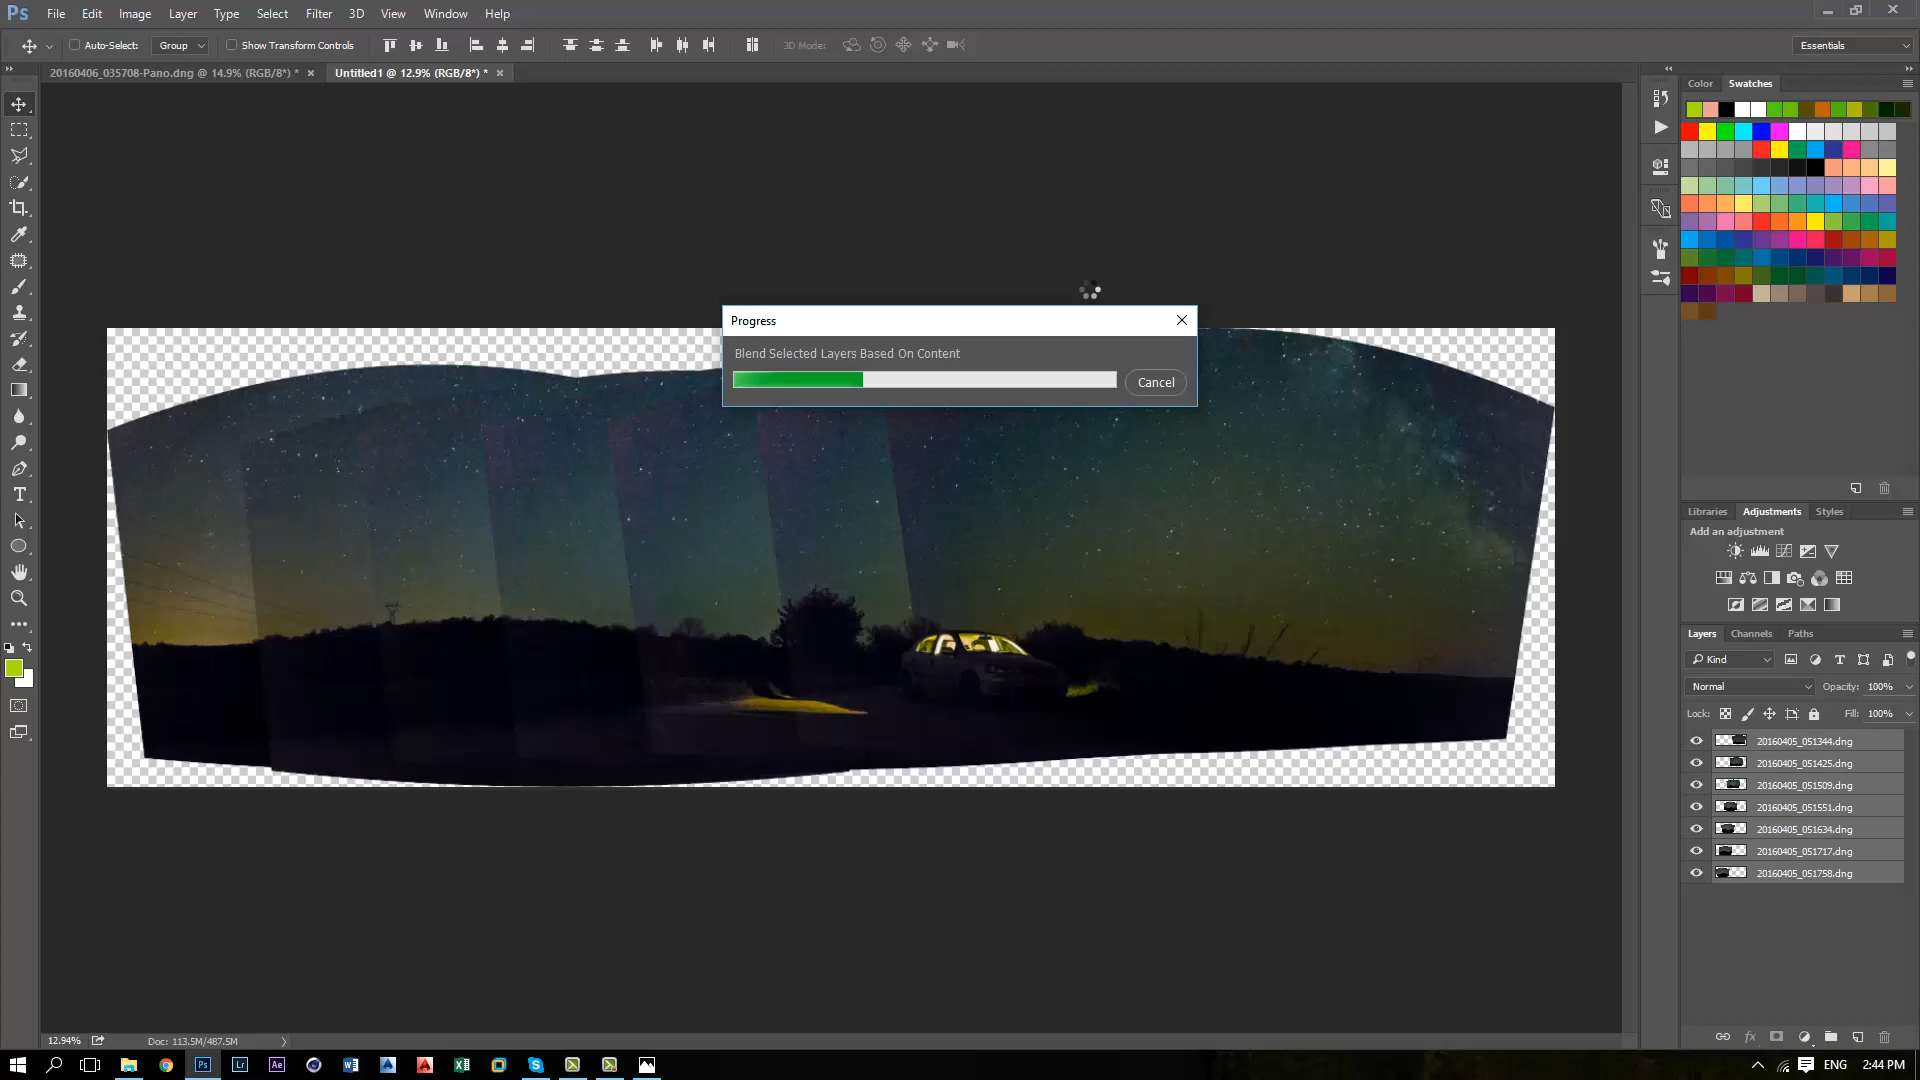 Ps File Edit Image Layer Type Select Filter 3D View Window Help
Auto-Select: Group Show Transform Controls 3D Mode: Essentials
20160406_035708-Pano.dng @ 14.9% (RGB/8*) * × Untitled1 @ 12.9% (RGB/8*) * ×
Color Swatches
Progress
Blend Selected Layers Based On Content
Cancel
Libraries Adjustments Styles
Add an adjustment
Layers Channels Paths
Kind
Normal Opacity: 100%
Lock: Fill: 100%
20160405_051344.dng
20160405_051425.dng
20160405_051509.dng
20160405_051551.dng
20160405_051634.dng
20160405_051717.dng
20160405_051758.dng
12.94% Doc: 113.5M/487.5M
Ps Lr Ae ENG 2:44 PM